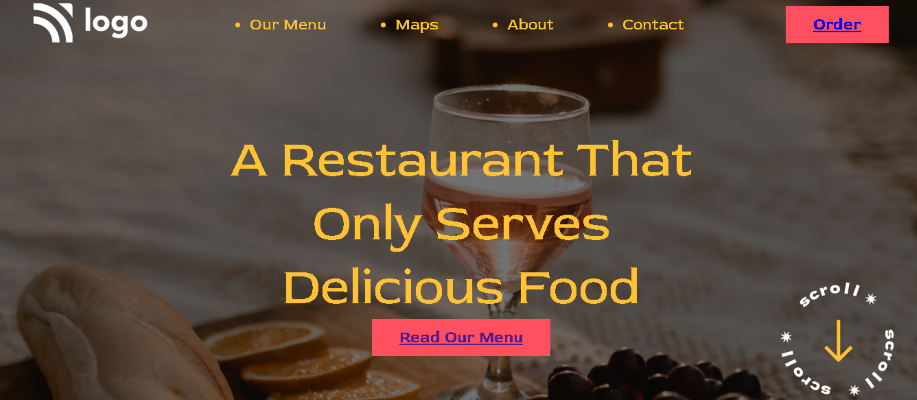 logo
Our Menu
Maps
About
Contact
Order
A Restaurant That
Only Serves
Delicious Food
Read Our Menu
scroll ✷ scroll ✷ scroll ✷ scroll ✷